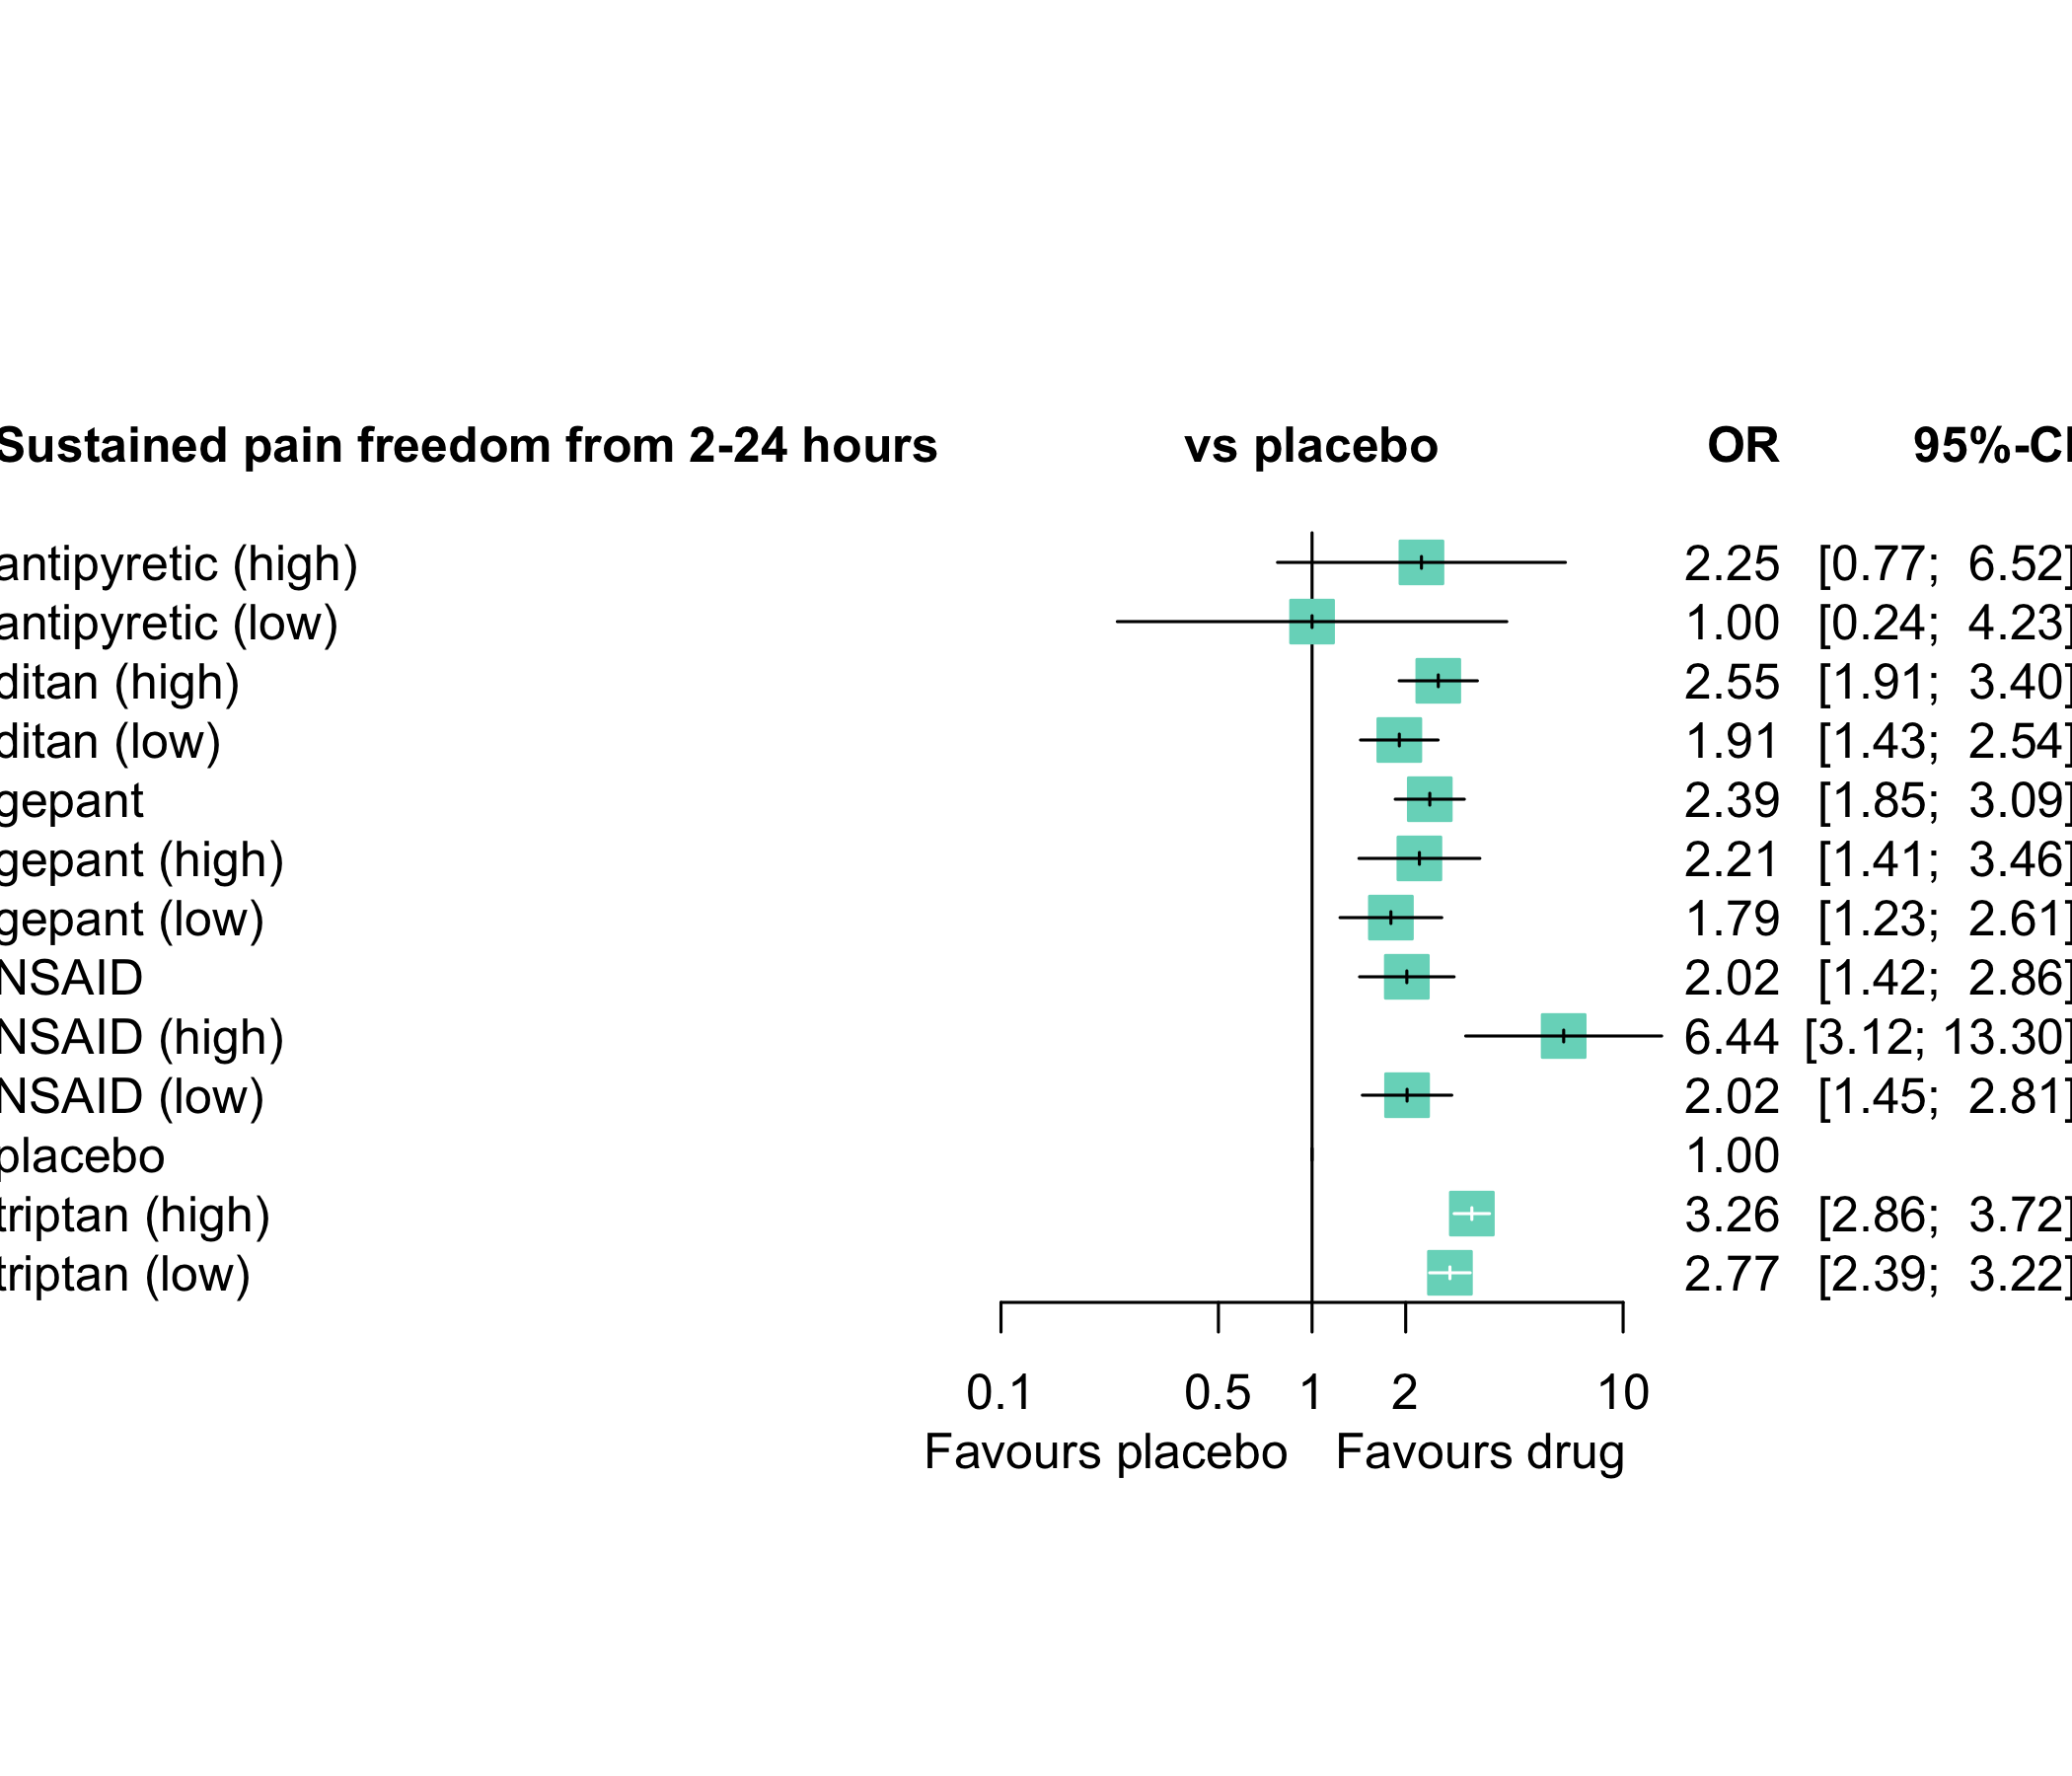 Sustained pain freedom from 2-24 hours vs placebo OR 95%-CI
antipyretic (high) 2.25 [0.77; 6.52]
antipyretic (low) 1.00 [0.24; 4.23]
ditan (high) 2.55 [1.91; 3.40]
ditan (low) 1.91 [1.43; 2.54]
gepant 2.39 [1.85; 3.09]
gepant (high) 2.21 [1.41; 3.46]
gepant (low) 1.79 [1.23; 2.61]
NSAID 2.02 [1.42; 2.86]
NSAID (high) 6.44 [3.12; 13.30]
NSAID (low) 2.02 [1.45; 2.81]
placebo 1.00
triptan (high) 3.26 [2.86; 3.72]
triptan (low) 2.77 [2.39; 3.22]
0.1 0.5 1 2 10
Favours placebo Favours drug